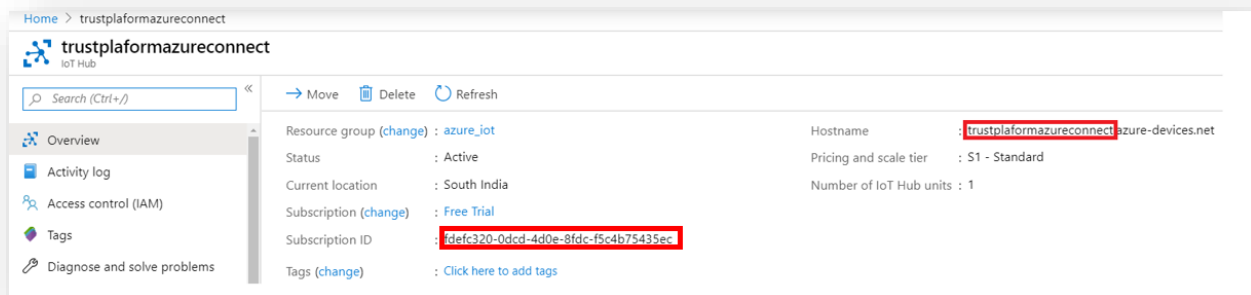 Home > trustplaformazureconnect
trustplaformazureconnect
IoT Hub
Search (Ctrl+/)
«
Overview
Activity log
Access control (IAM)
Tags
Diagnose and solve problems
Move Delete Refresh
Resource group (change) : azure_iot
Status : Active
Current location : South India
Subscription (change) : Free Trial
Subscription ID : fdefc320-0dcd-4d0e-8fdc-f5c4b75435ec
Tags (change) : Click here to add tags
Hostname : trustplaformazureconnect.azure-devices.net
Pricing and scale tier : S1 - Standard
Number of IoT Hub units : 1